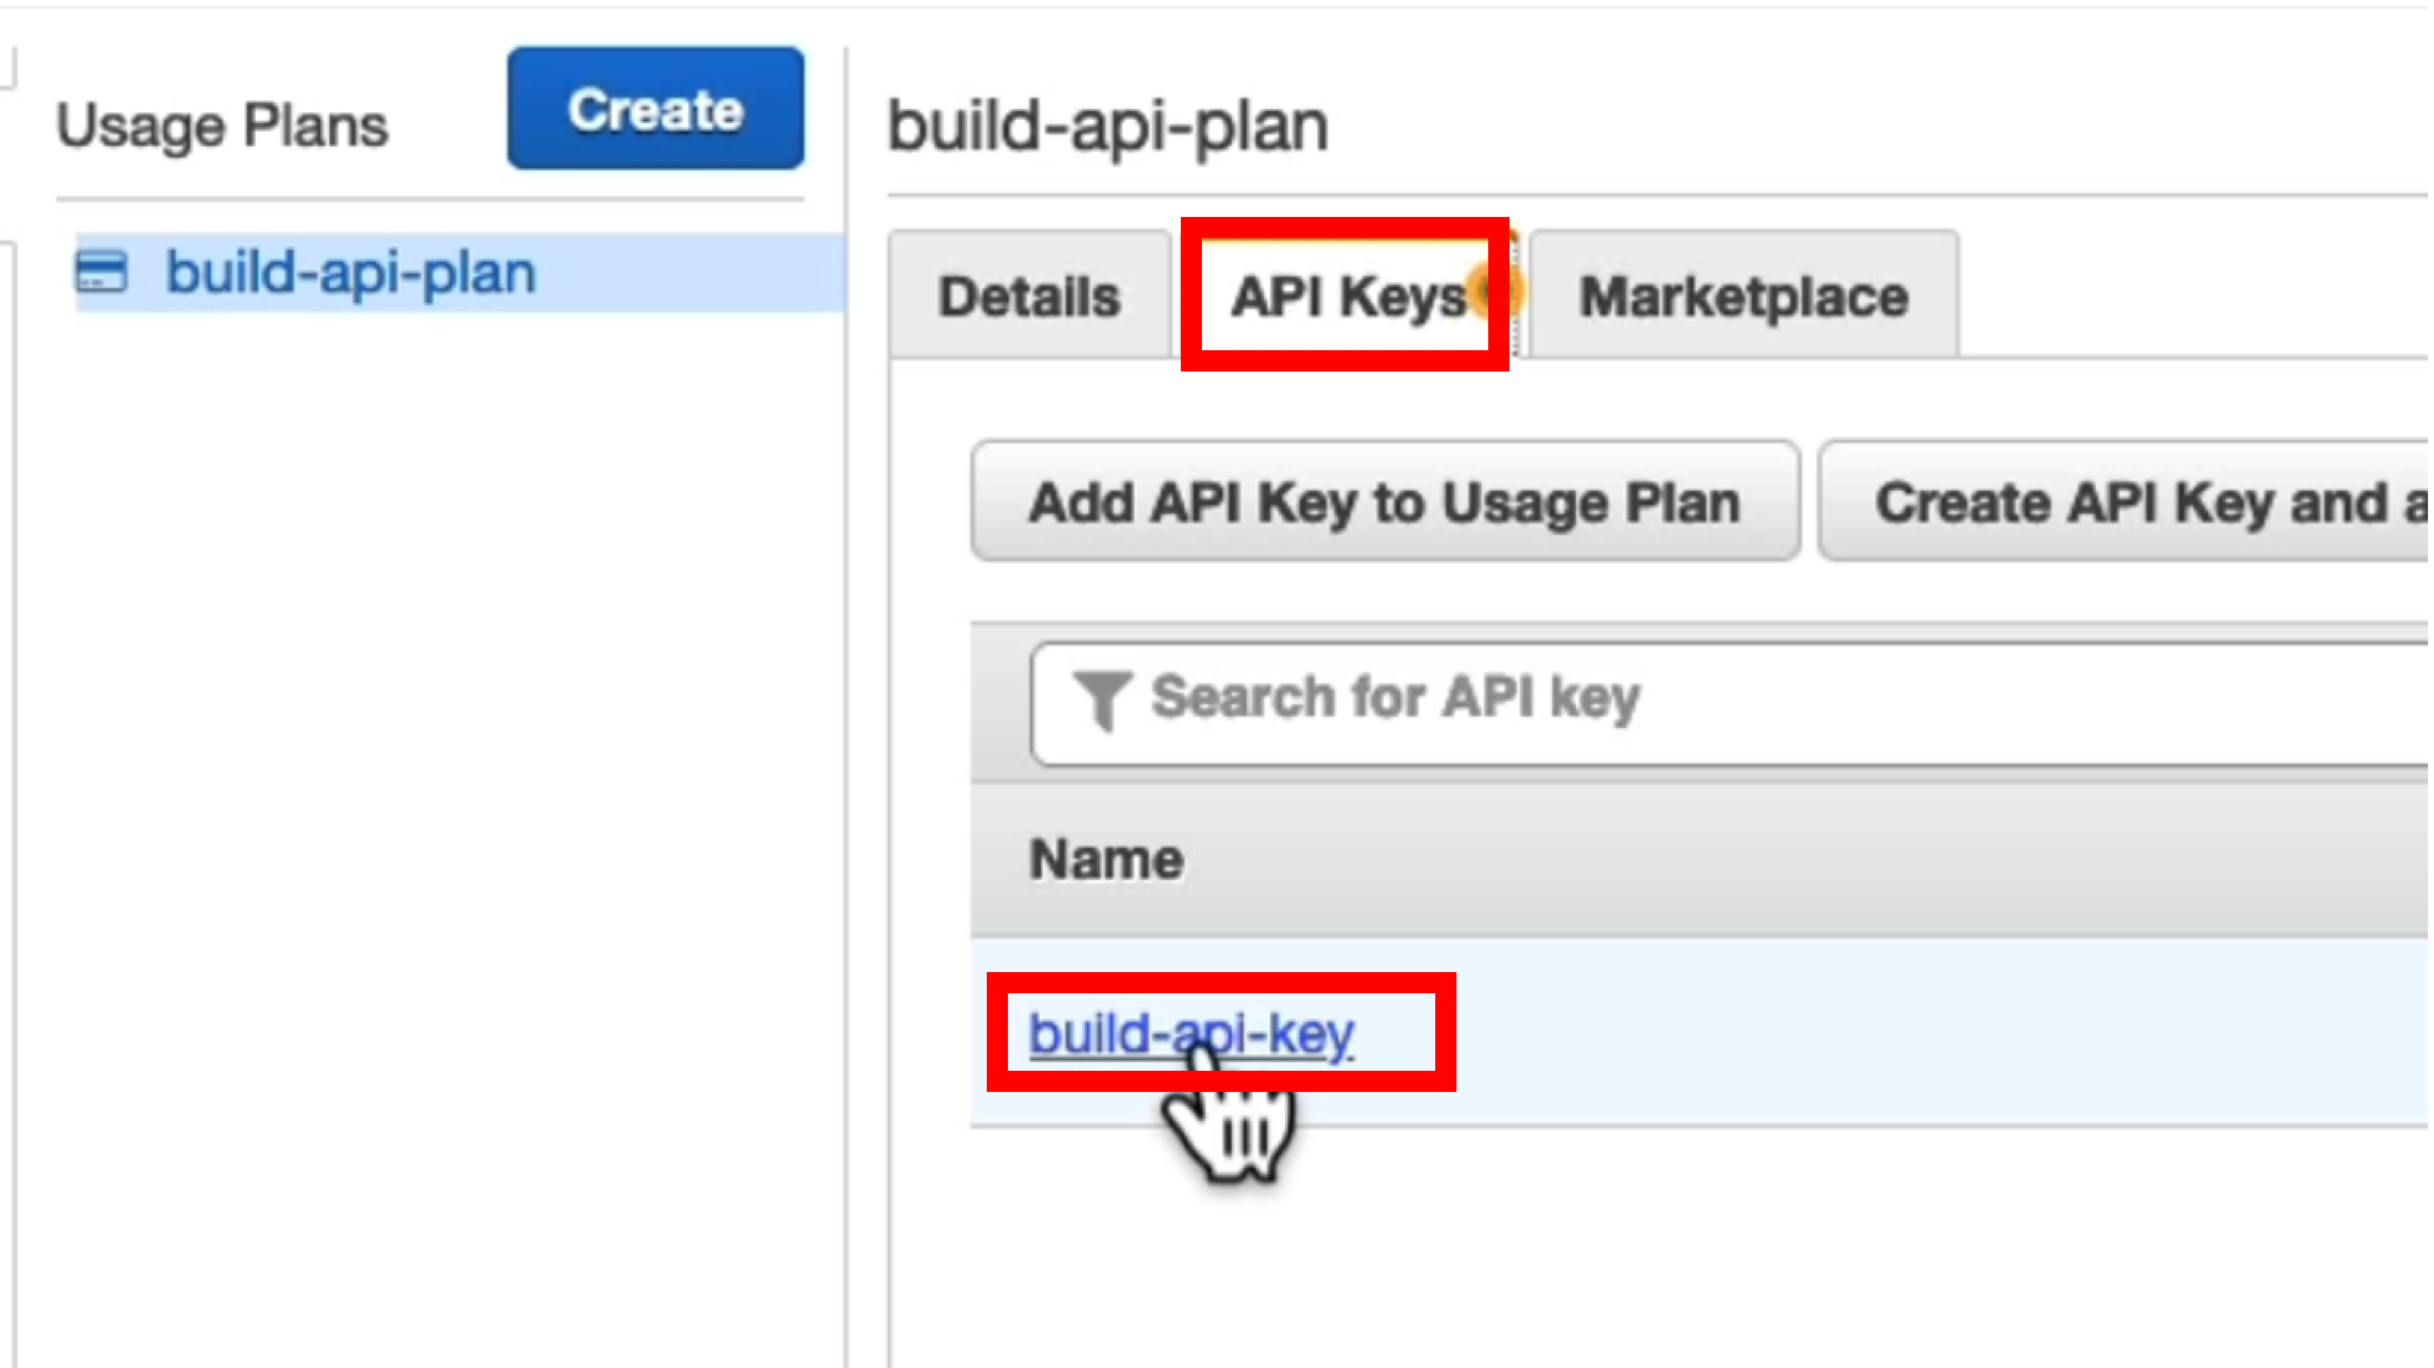 Usage Plans
Create
build-api-plan
build-api-plan
Details
API Keys
Marketplace
Add API Key to Usage Plan
Create API Key and a
Search for API key
Name
build-api-key